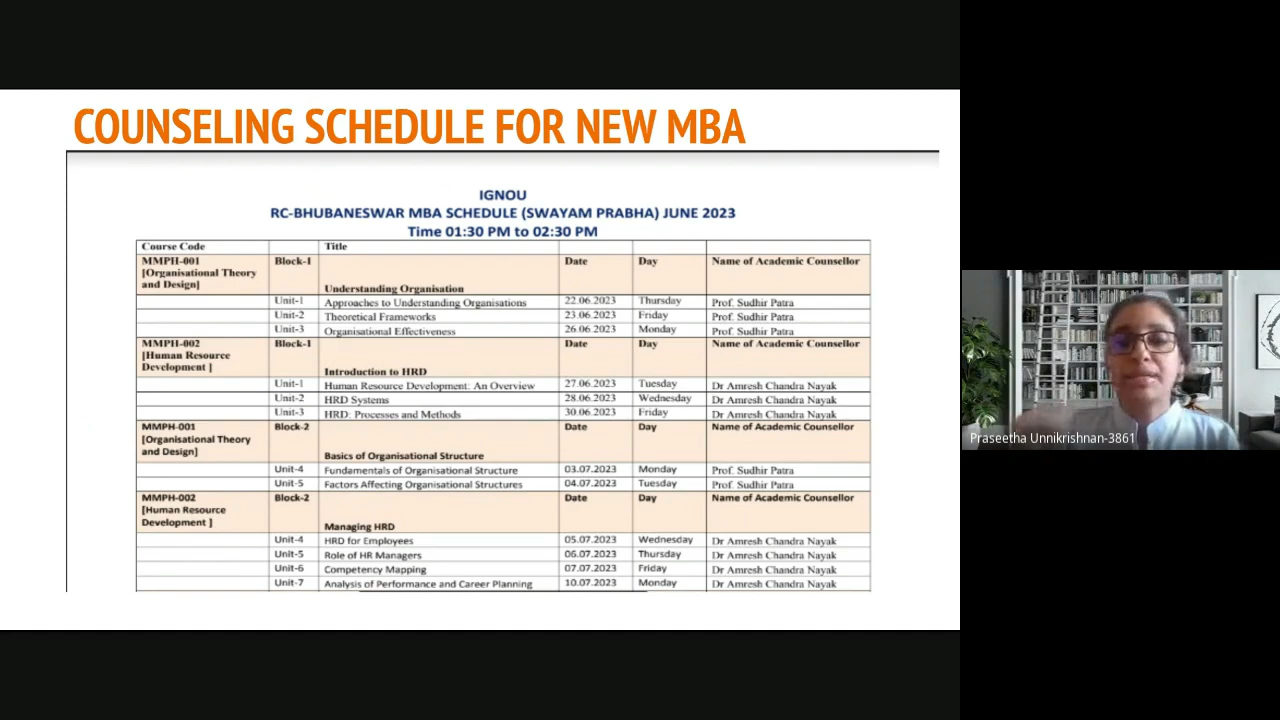 COUNSELING SCHEDULE FOR NEW MBA
IGNOU
RC-BHUBANESWAR MBA SCHEDULE (SWAYAM PRABHA) JUNE 2023
Time 01:30 PM to 02:30 PM
Course Code Title
MMPH-001 Block-1 Date Day Name of Academic Counsellor
[Organisational Theory
and Design] Understanding Organisation
Unit-1 Approaches to Understanding Organisations 22.06.2023 Thursday Prof. Sudhir Patra
Unit-2 Theoretical Frameworks 23.06.2023 Friday Prof. Sudhir Patra
Unit-3 Organisational Effectiveness 26.06.2023 Monday Prof. Sudhir Patra
MMPH-002 Block-1 Date Day Name of Academic Counsellor
[Human Resource
Development ] Introduction to HRD
Unit-1 Human Resource Development: An Overview 27.06.2023 Tuesday Dr Amresh Chandra Nayak
Unit-2 HRD Systems 28.06.2023 Wednesday Dr Amresh Chandra Nayak
Unit-3 HRD: Processes and Methods 30.06.2023 Friday Dr Amresh Chandra Nayak
MMPH-001 Block-2 Date Day Name of Academic Counsellor
[Organisational Theory
and Design] Basics of Organisational Structure
Unit-4 Fundamentals of Organisational Structure 03.07.2023 Monday Prof. Sudhir Patra
Unit-5 Factors Affecting Organisational Structures 04.07.2023 Tuesday Prof. Sudhir Patra
MMPH-002 Block-2 Date Day Name of Academic Counsellor
[Human Resource
Development ] Managing HRD
Unit-4 HRD for Employees 05.07.2023 Wednesday Dr Amresh Chandra Nayak
Unit-5 Role of HR Managers 06.07.2023 Thursday Dr Amresh Chandra Nayak
Unit-6 Competency Mapping 07.07.2023 Friday Dr Amresh Chandra Nayak
Unit-7 Analysis of Performance and Career Planning 10.07.2023 Monday Dr Amresh Chandra Nayak
Praseetha Unnikrishnan-3861